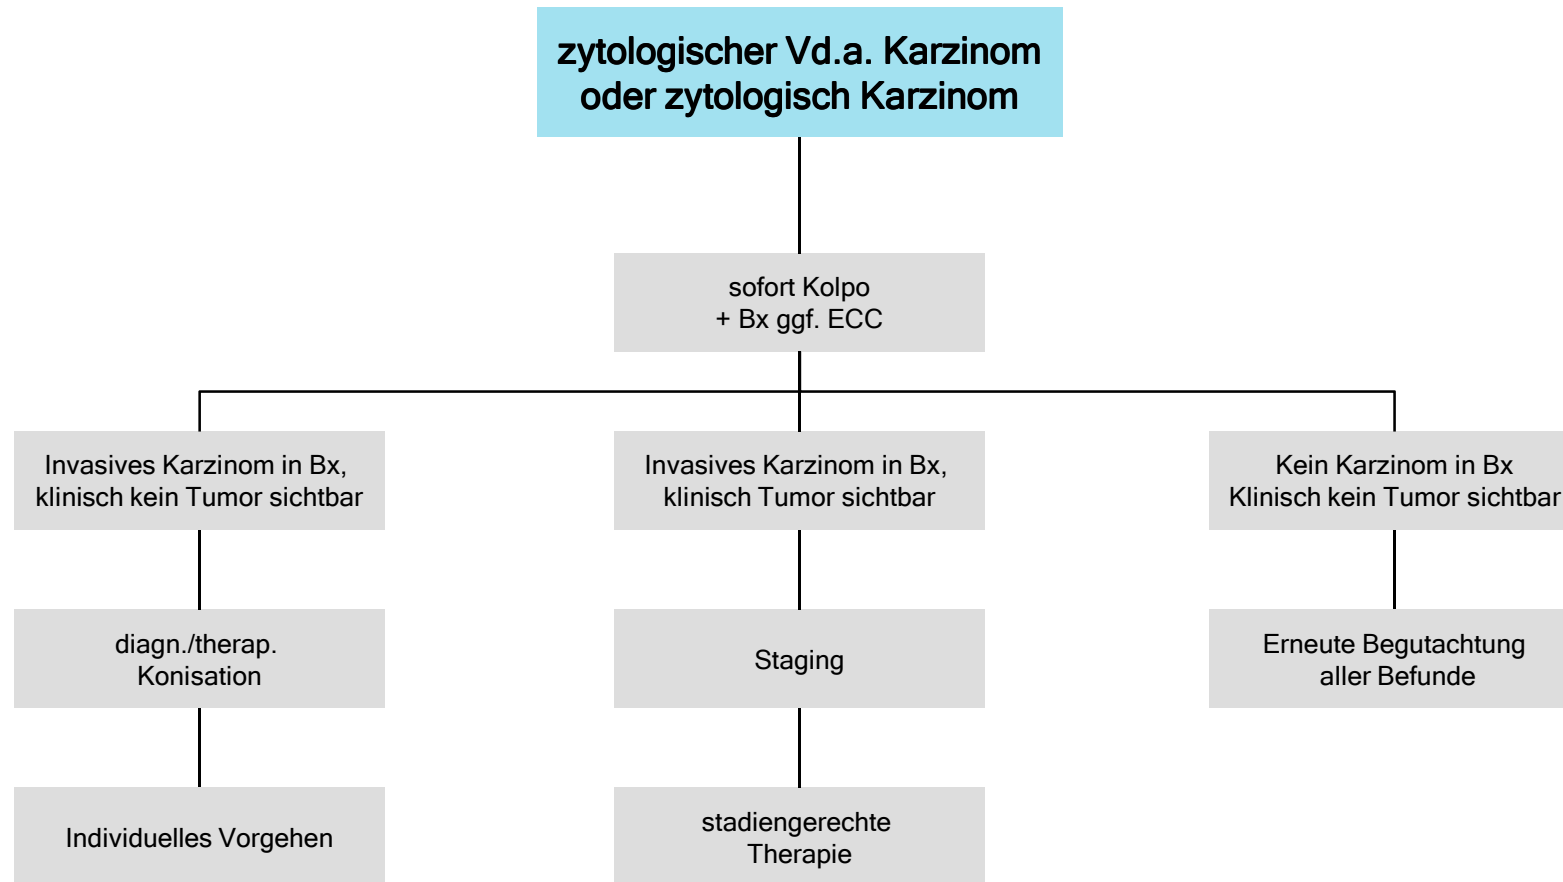 zytologischer Vd.a. Karzinom
oder zytologisch Karzinom
sofort Kolpo
+ Bx ggf. ECC
Invasives Karzinom in Bx,
klinisch kein Tumor sichtbar
Invasives Karzinom in Bx,
klinisch Tumor sichtbar
Kein Karzinom in Bx
Klinisch kein Tumor sichtbar
diagn./therap.
Konisation
Staging
Erneute Begutachtung
aller Befunde
Individuelles Vorgehen
stadiengerechte
Therapie